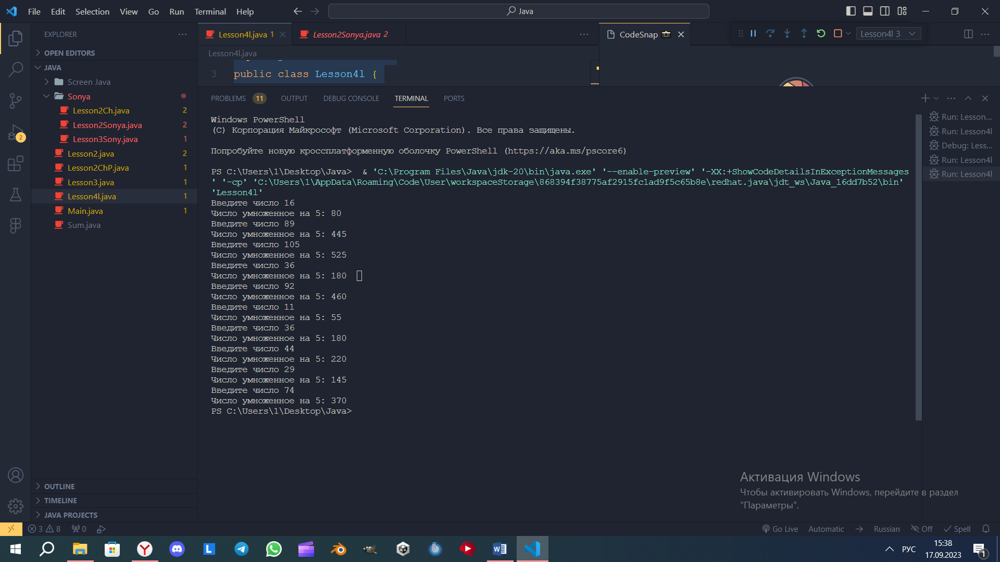 File Edit Selection View Go Run Terminal Help
Java
EXPLORER
OPEN EDITORS
JAVA
Screen Java
Sonya
Lesson2Ch.java 2
Lesson2Sonya.java 2
Lesson3Sony.java 1
Lesson2.java 2
Lesson2ChP.java 1
Lesson3.java 1
Lesson4l.java 1
Main.java 1
Sum.java
OUTLINE
TIMELINE
JAVA PROJECTS
2
Lesson4l.java 1
Lesson2Sonya.java 2
CodeSnap
Lesson4l 3
Lesson4l.java
3 public class Lesson4l {
PROBLEMS 11 OUTPUT DEBUG CONSOLE TERMINAL PORTS
Windows PowerShell
(C) Корпорация Майкрософт (Microsoft Corporation). Все права защищены.
Попробуйте новую кроссплатформенную оболочку PowerShell (https://aka.ms/pscore6)
PS C:\Users\1\Desktop\Java>  & 'C:\Program Files\Java\jdk-20\bin\java.exe' '--enable-preview' '-XX:+ShowCodeDetailsInExceptionMessages
' '-cp' 'C:\Users\1\AppData\Roaming\Code\User\workspaceStorage\868394f38775af2915fc1ad9f5c65b8e\redhat.java\jdt_ws\Java_16dd7b52\bin'
'Lesson4l'
Введите число 16
Число умноженное на 5: 80
Введите число 89
Число умноженное на 5: 445
Введите число 105
Число умноженное на 5: 525
Введите число 36
Число умноженное на 5: 180
Введите число 92
Число умноженное на 5: 460
Введите число 11
Число умноженное на 5: 55
Введите число 36
Число умноженное на 5: 180
Введите число 44
Число умноженное на 5: 220
Введите число 29
Число умноженное на 5: 145
Введите число 74
Число умноженное на 5: 370
PS C:\Users\1\Desktop\Java>
Run: Lesson...
Run: Lesson4l
Debug: Less...
Run: Lesson4l
Run: Lesson4l
Активация Windows
Чтобы активировать Windows, перейдите в раздел
"Параметры".
3 8 0
Go Live Automatic Russian Off Spell
РУС
15:38
17.09.2023
1